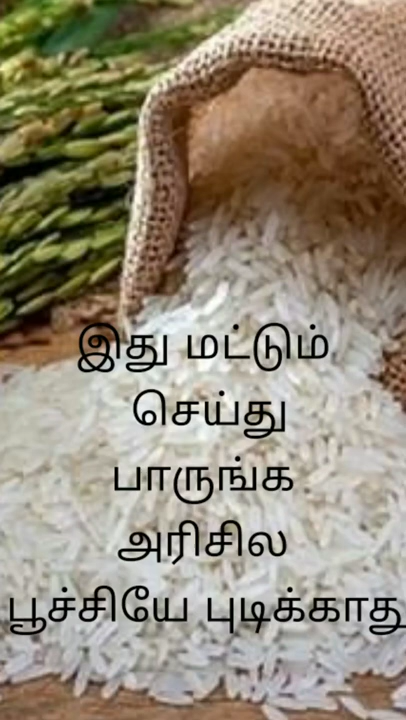 இது மட்டும்
செய்து
பாருங்க
அரிசில
பூச்சியே புடிக்காது